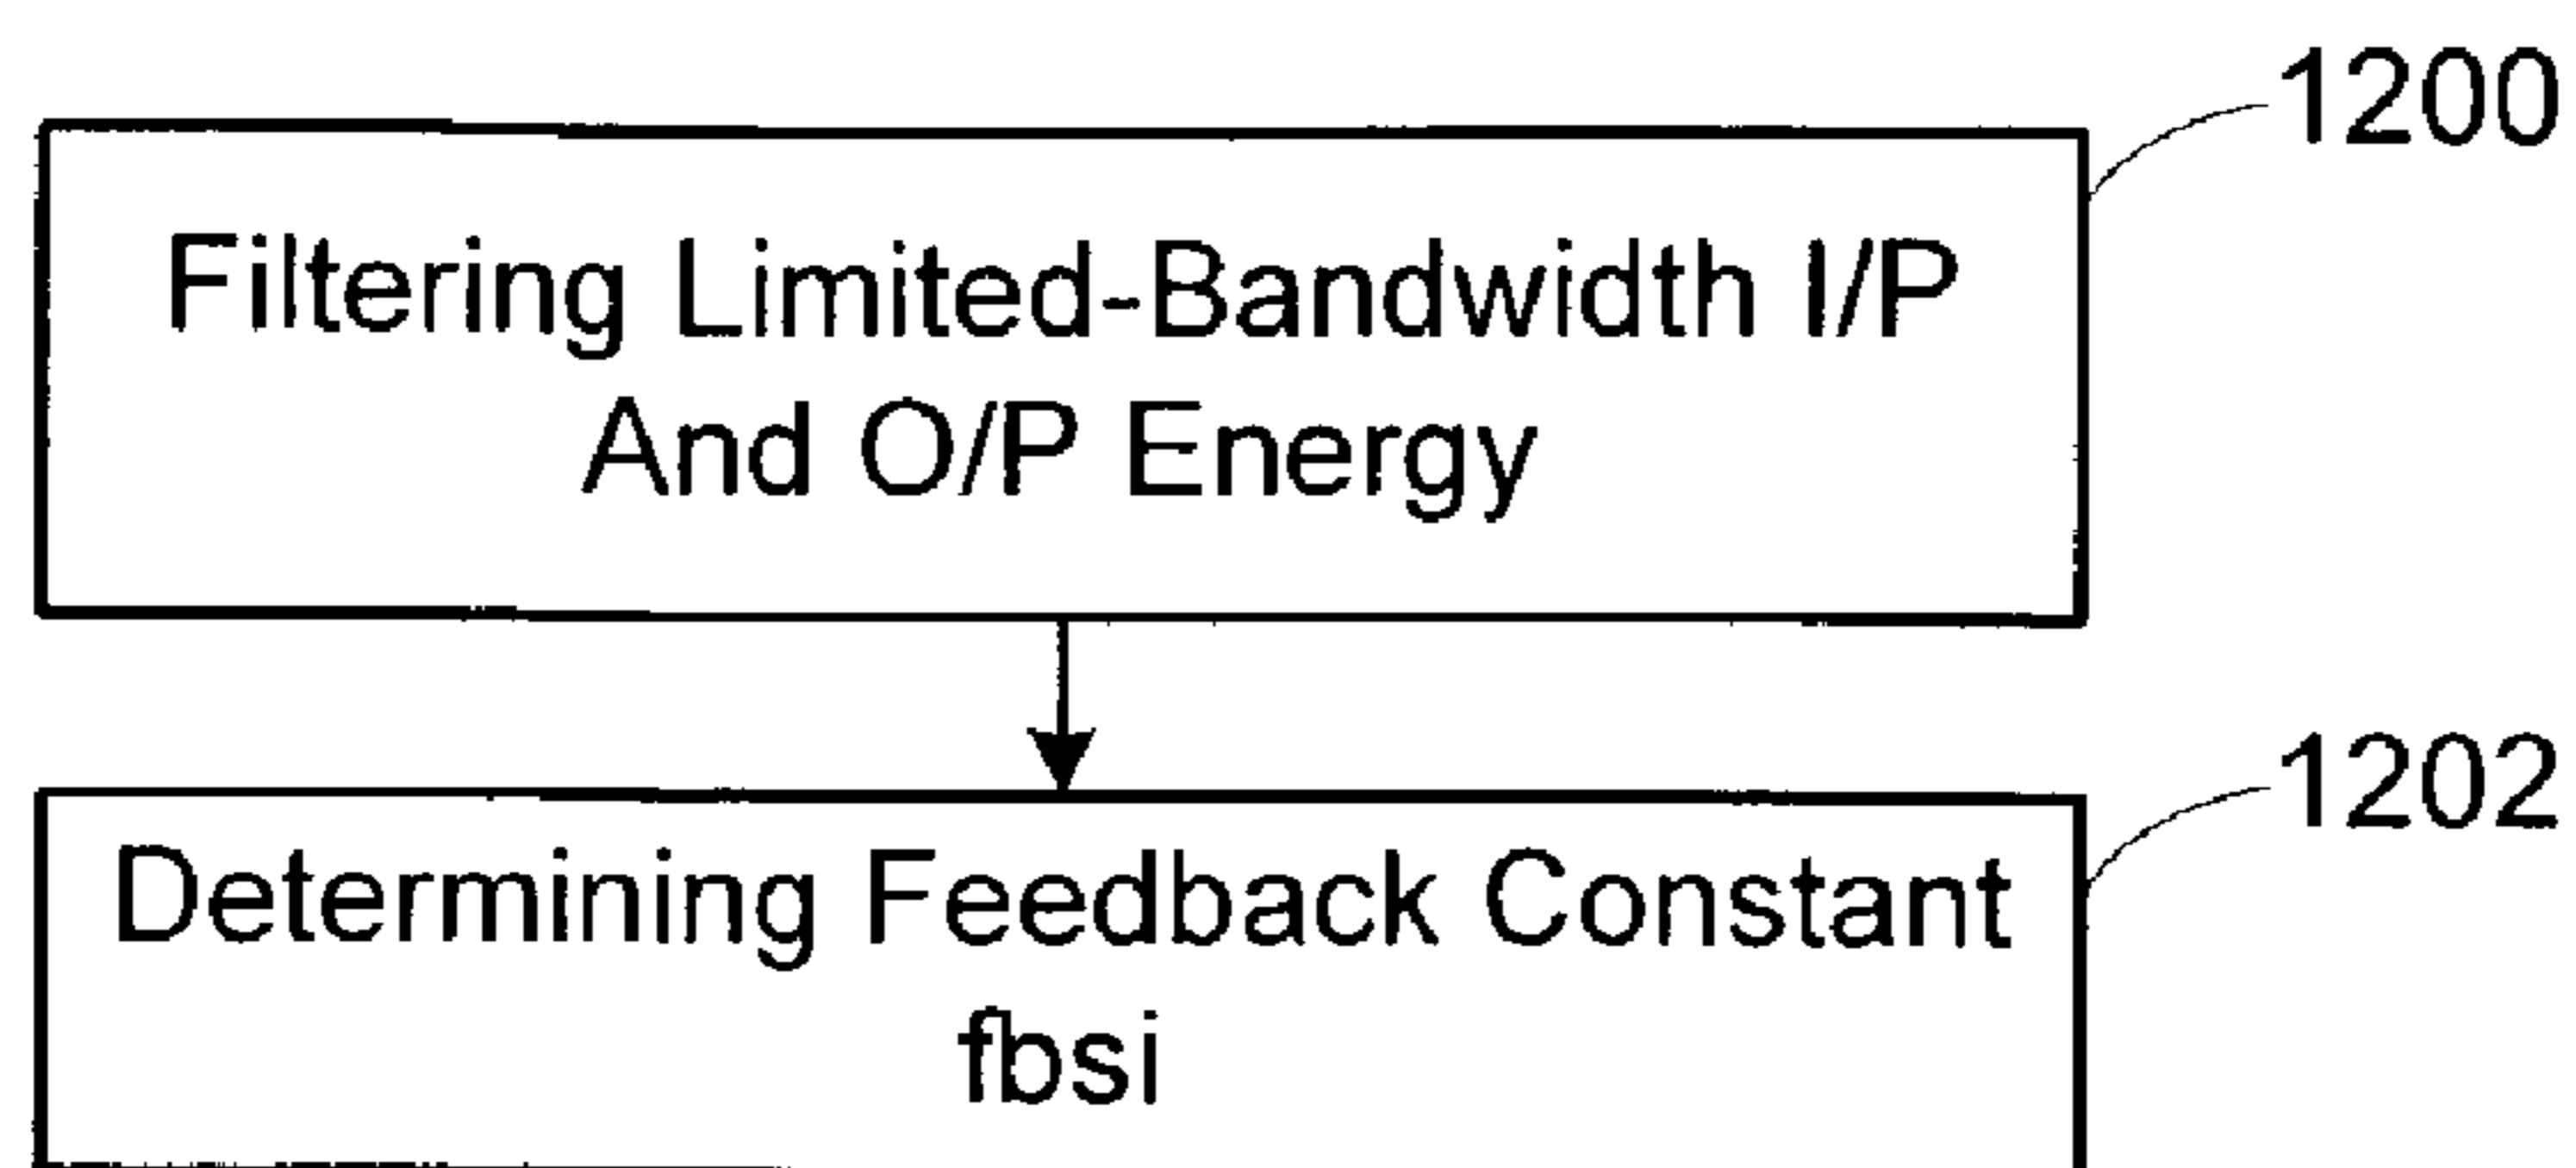 1200
Filtering Limited-Bandwidth I/P
And O/P Energy
1202
Determining Feedback Constant
fbsi